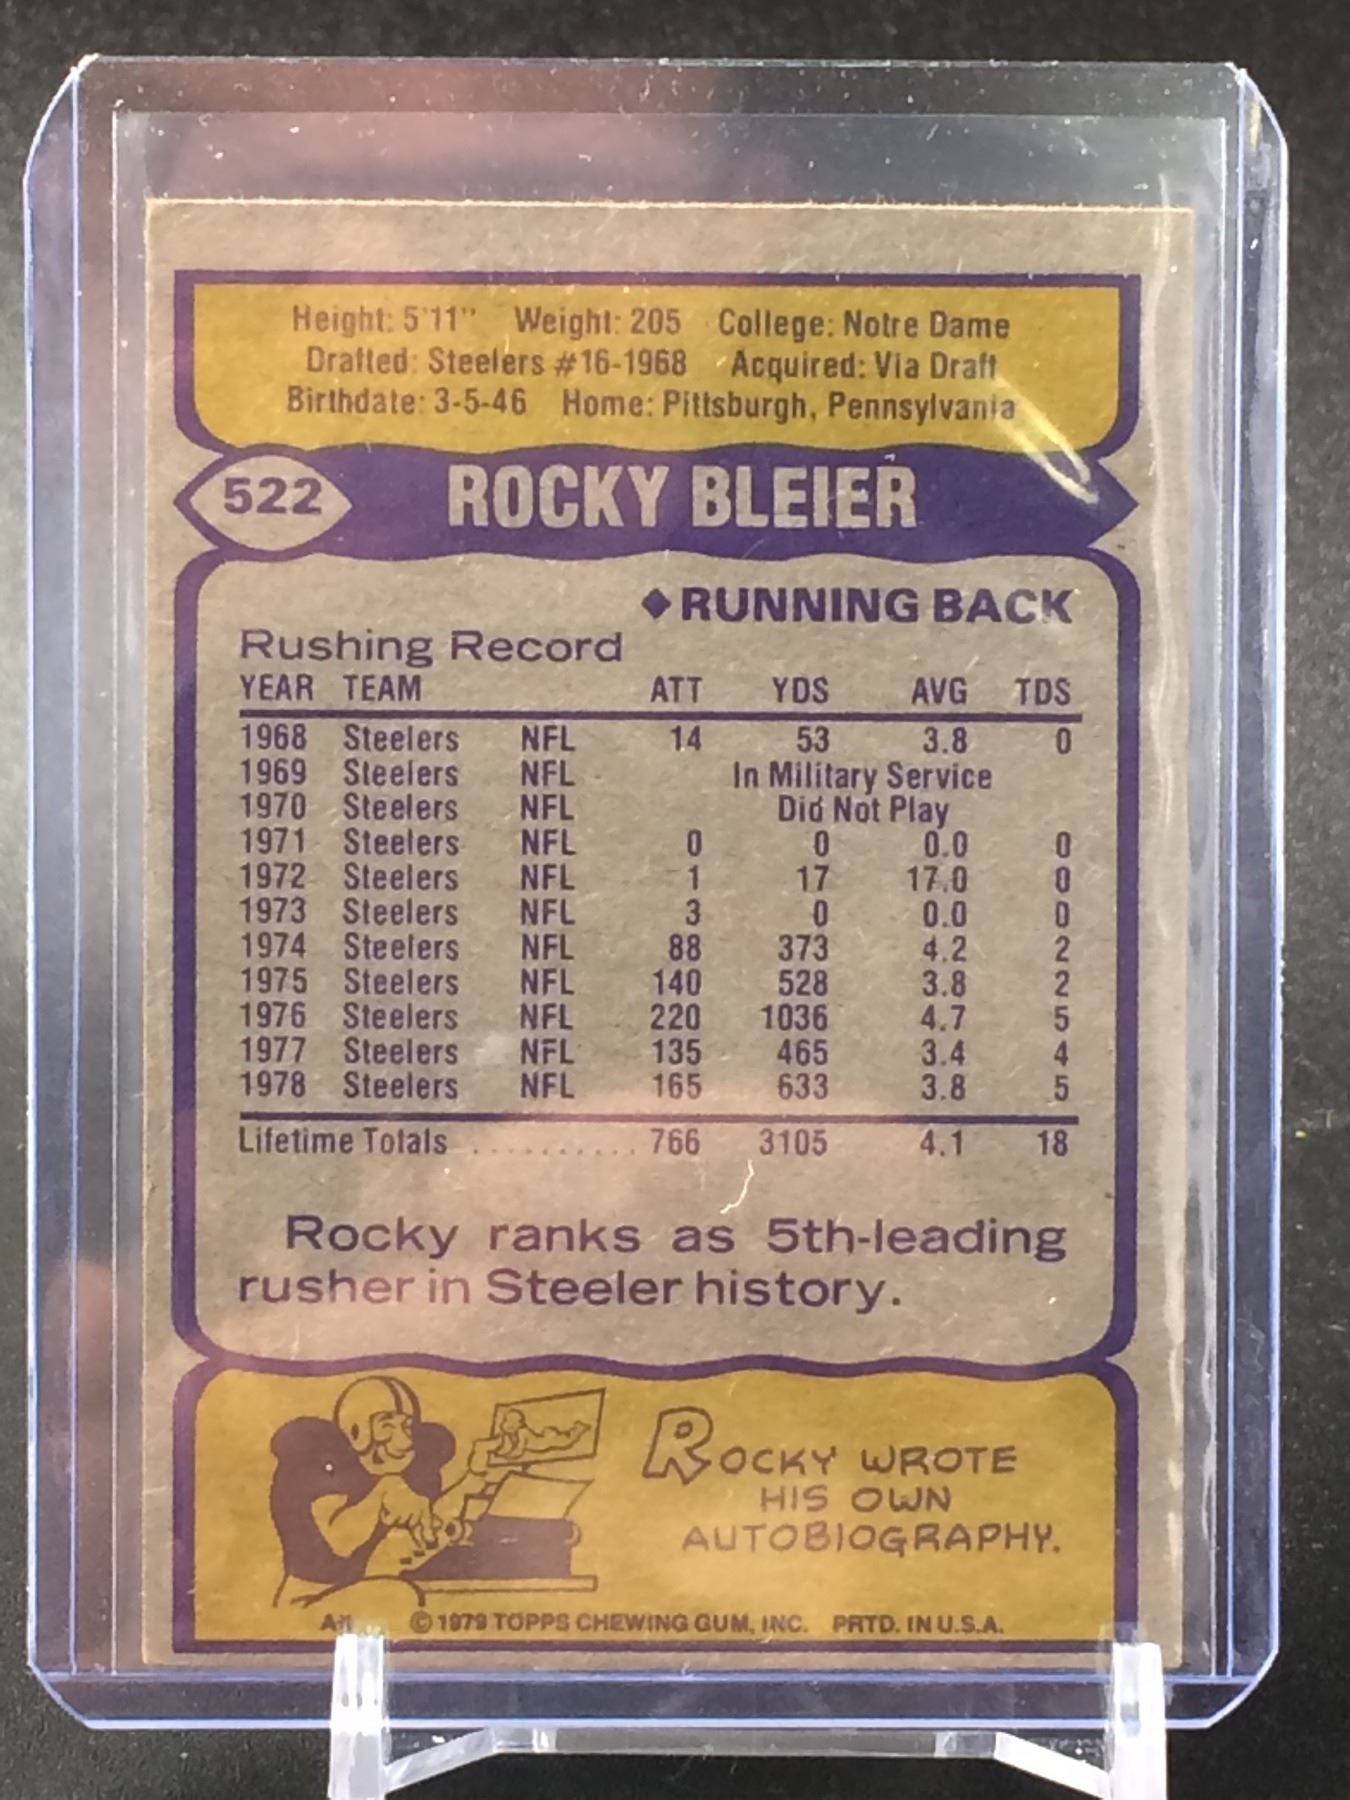 Height: 5'11" Weight: 205 College: Notre Dame
Drafted: Steelers #16-1968 Acquired: Via Draft
Birthdate: 3-5-46 Home: Pittsburgh, Pennsylvania
522 ROCKY BLEIER
◆RUNNING BACK
Rushing Record
YEAR TEAM ATT YDS AVG TDS
1968 Steelers NFL 14 53 3.8 0
1969 Steelers NFL In Military Service
1970 Steelers NFL Did Not Play
1971 Steelers NFL 0 0 0.0 0
1972 Steelers NFL 1 17 17.0 0
1973 Steelers NFL 3 0 0.0 0
1974 Steelers NFL 88 373 4.2 2
1975 Steelers NFL 140 528 3.8 2
1976 Steelers NFL 220 1036 4.7 5
1977 Steelers NFL 135 465 3.4 4
1978 Steelers NFL 165 633 3.8 5
Lifetime Totals .......... 766 3105 4.1 18
Rocky ranks as 5th-leading
rusher in Steeler history.
ROCKY WROTE
HIS OWN
AUTOBIOGRAPHY.
© 1979 TOPPS CHEWING GUM, INC. PRTD. IN U.S.A.